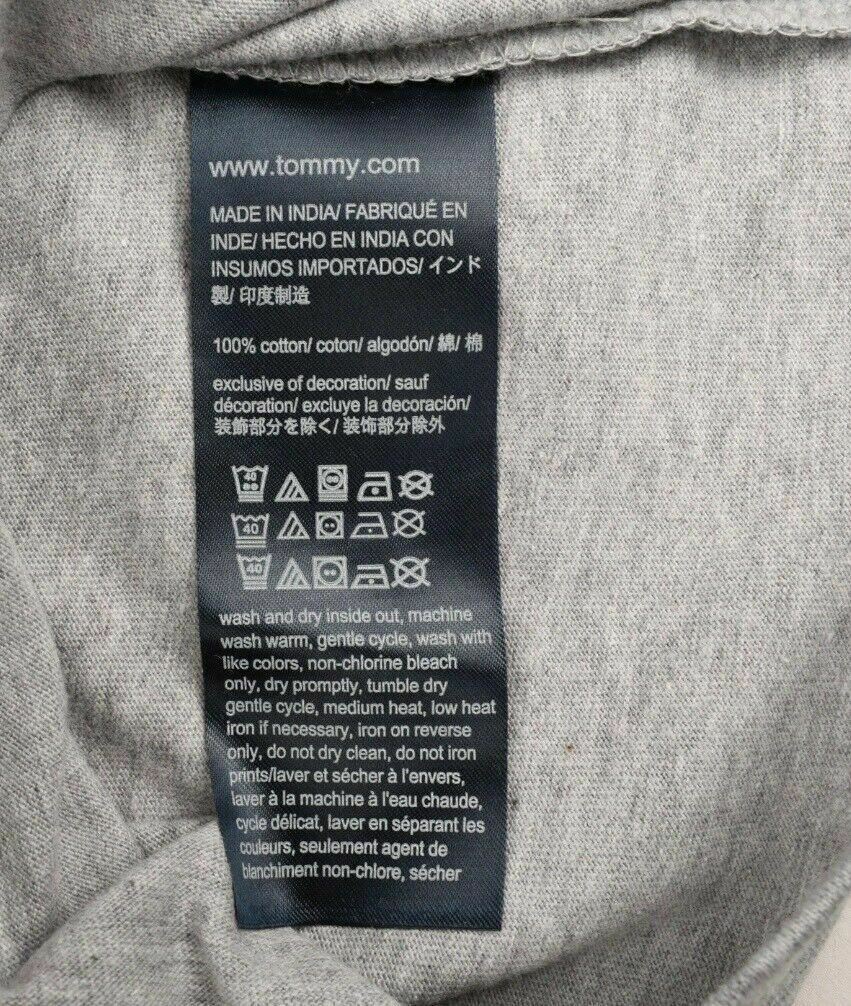 www.tommy.com
MADE IN INDIA/ FABRIQUÉ EN
INDE/ HECHO EN INDIA CON
INSUMOS IMPORTADOS/ インド
製/ 印度制造
100% cotton/ coton/ algodón/ 綿/ 棉
exclusive of decoration/ sauf
décoration/ excluye la decoración/
装飾部分を除く/ 装饰部分除外
40
40
40
wash and dry inside out, machine
wash warm, gentle cycle, wash with
like colors, non-chlorine bleach
only, dry promptly, tumble dry
gentle cycle, medium heat, low heat
iron if necessary, iron on reverse
only, do not dry clean, do not iron
prints/laver et sécher à l'envers,
laver à la machine à l'eau chaude,
cycle délicat, laver en séparant les
couleurs, seulement agent de
blanchiment non-chlore, sécher